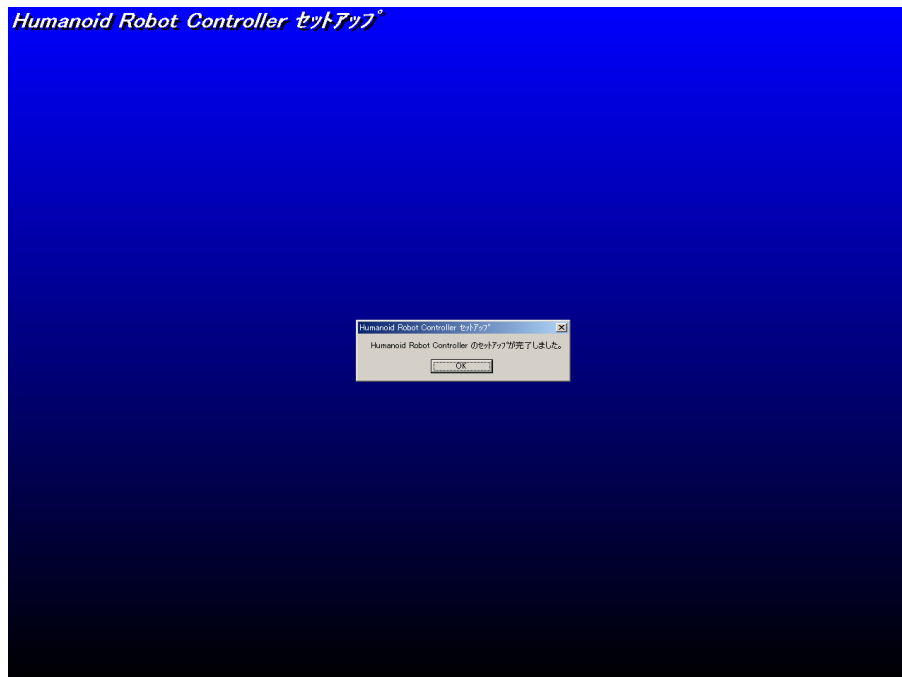 Humanoid Robot Controller ｾｯﾄｱｯﾌﾟ
Humanoid Robot Controller ｾｯﾄｱｯﾌﾟ
Humanoid Robot Controller のｾｯﾄｱｯﾌﾟが完了しました。
OK